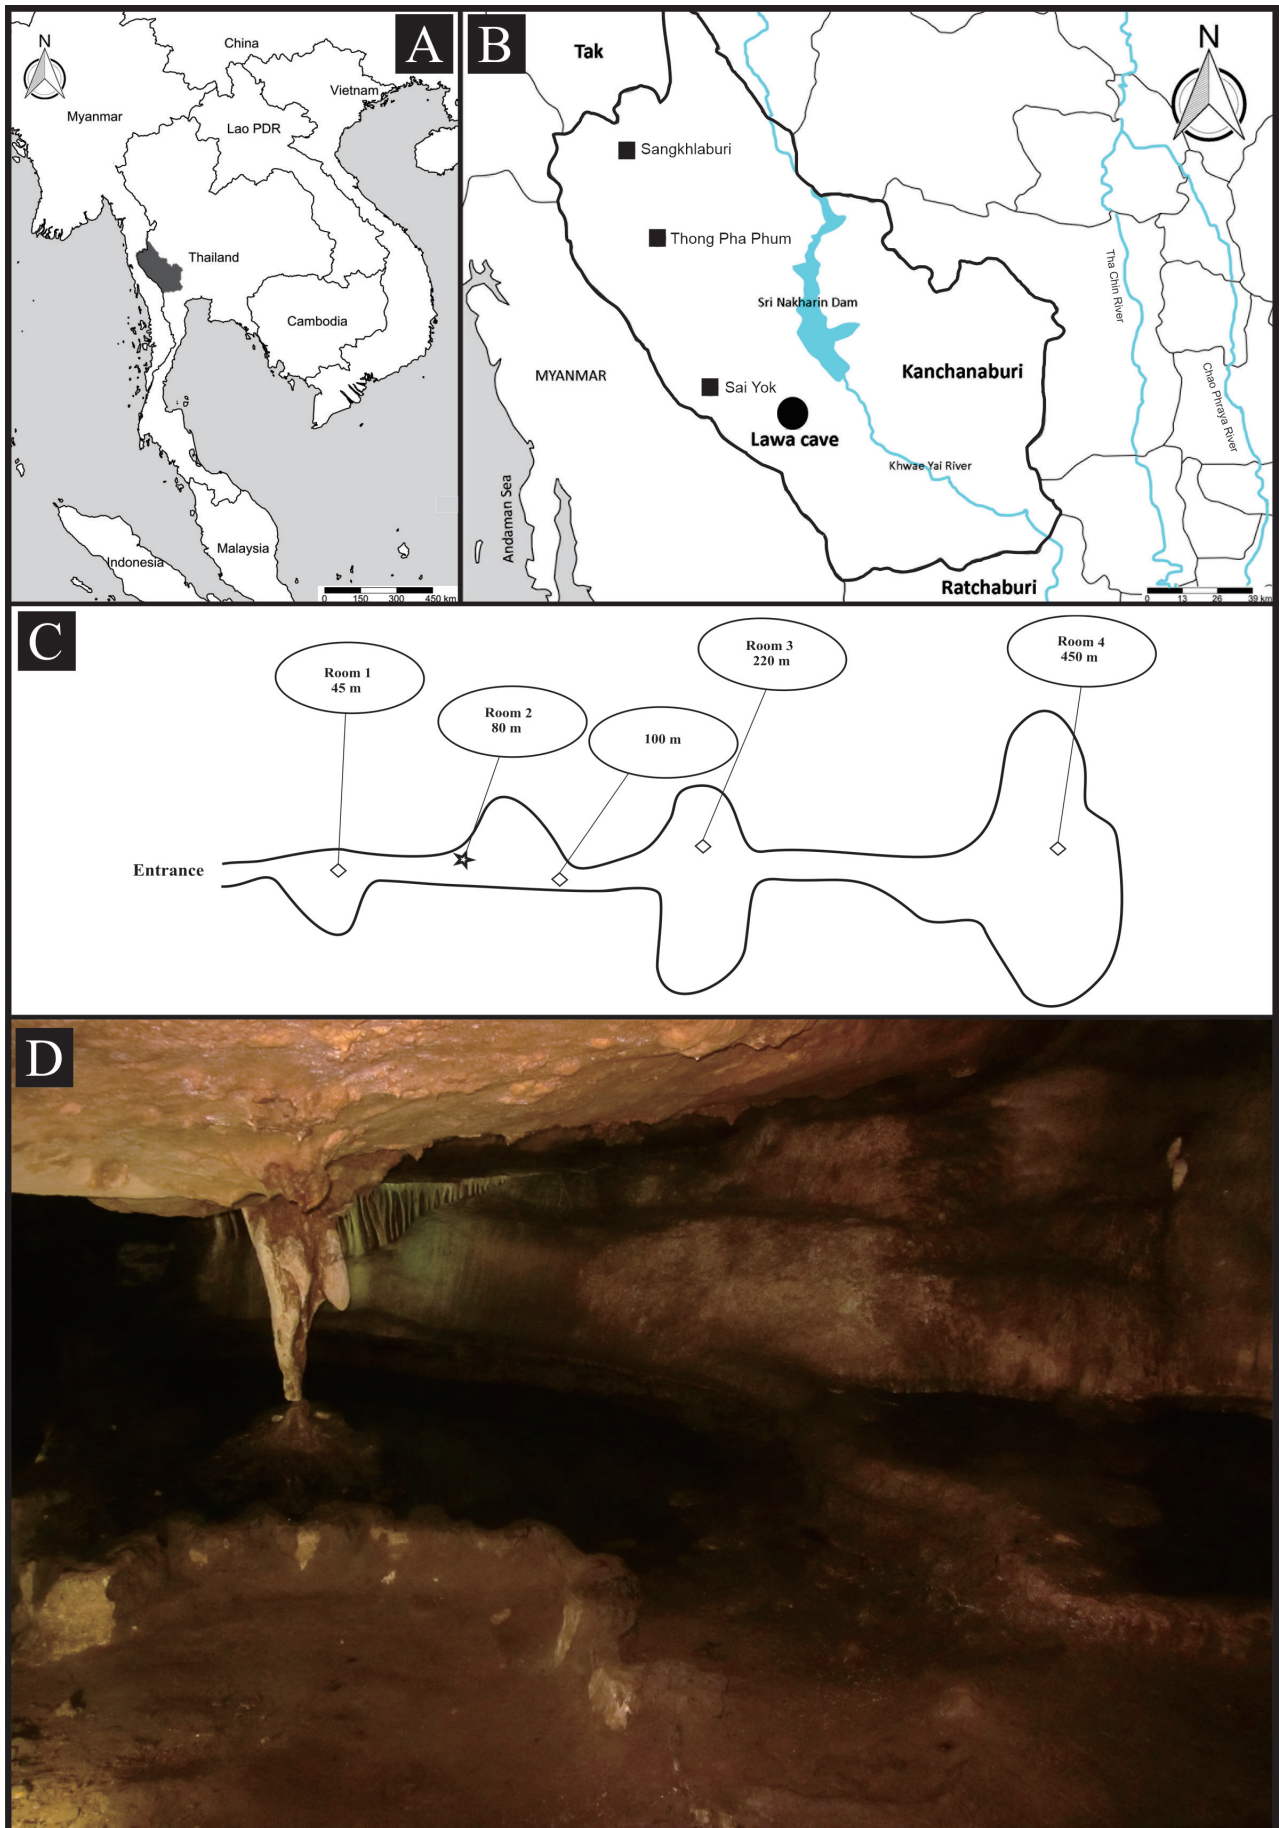 A
N
China
Vietnam
Myanmar
Lao PDR
Thailand
Cambodia
Malaysia
Indonesia
0 150 300 450 km
B
N
Tak
Sangkhlaburi
Thong Pha Phum
Sri Nakharin Dam
Tha Chin River
MYANMAR
Kanchanaburi
Sai Yok
Chao Phraya River
Lawa cave
Khwae Yai River
Andaman Sea
Ratchaburi
0 13 26 39 km
C
Room 1
45 m
Room 2
80 m
100 m
Room 3
220 m
Room 4
450 m
Entrance
D